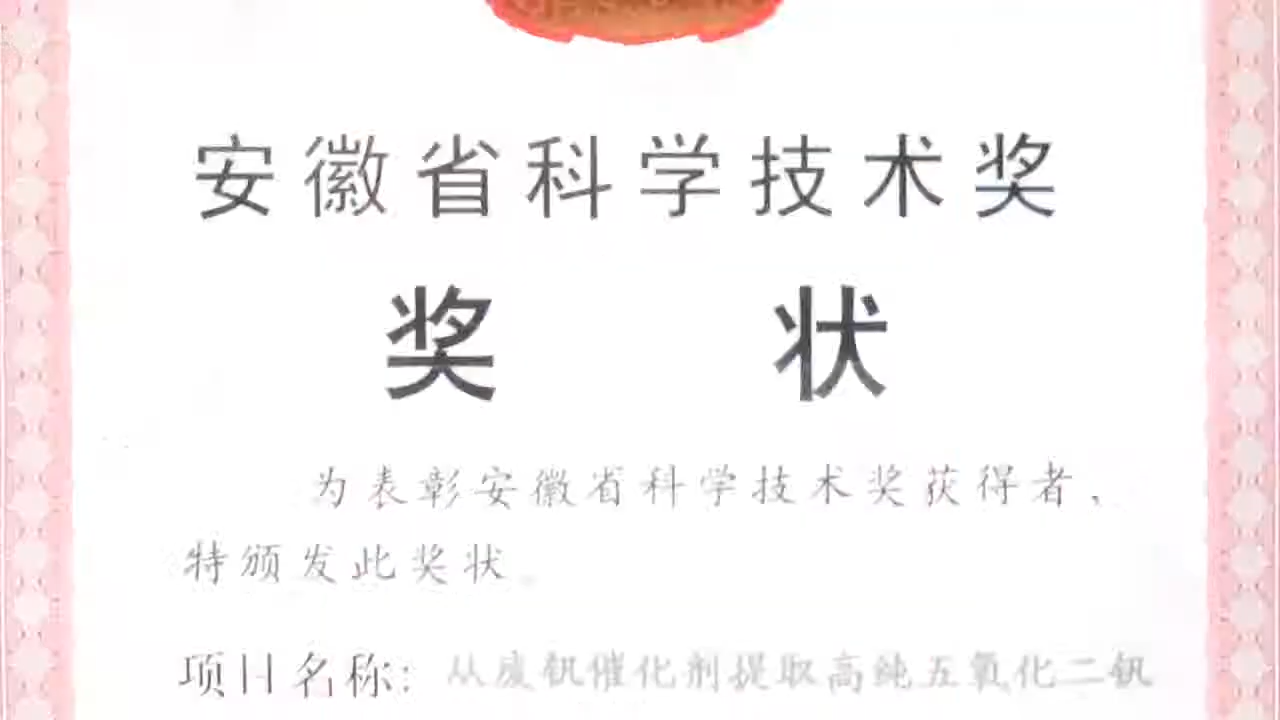 安徽省科学技术奖
奖 状
为表彰安徽省科学技术奖获得者，
特颁发此奖状。
项目名称：从废钒催化剂提取高纯五氧化二钒